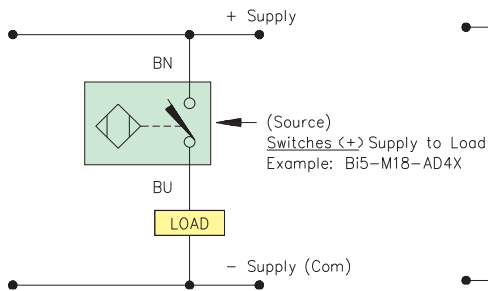 + Supply
BN
(Source)
Switches (+) Supply to Load
Example: Bi5-M18-AD4X
BU
LOAD
- Supply (Com)